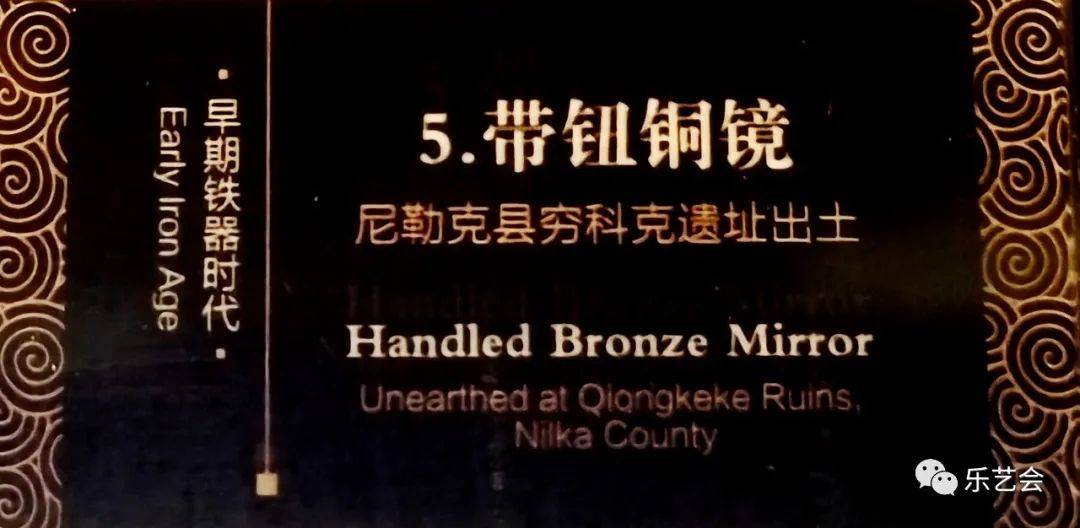 ·早期铁器时代·
Early Iron Age
5.带钮铜镜
尼勒克县穷科克遗址出土
Handled Bronze Mirror
Unearthed at Qiongkeke Ruins,
Nilka County
乐艺会